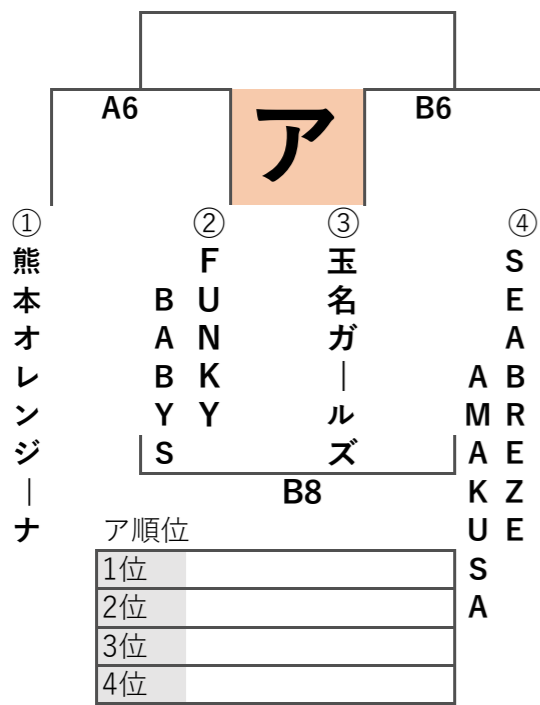 A6
ア
B6
①
熊本オレンジーナ
②
FUNKY
BABYS
③
玉名ガールズ
④
SEABREEZE
AMAKUSA
B8
ア順位
1位
2位
3位
4位